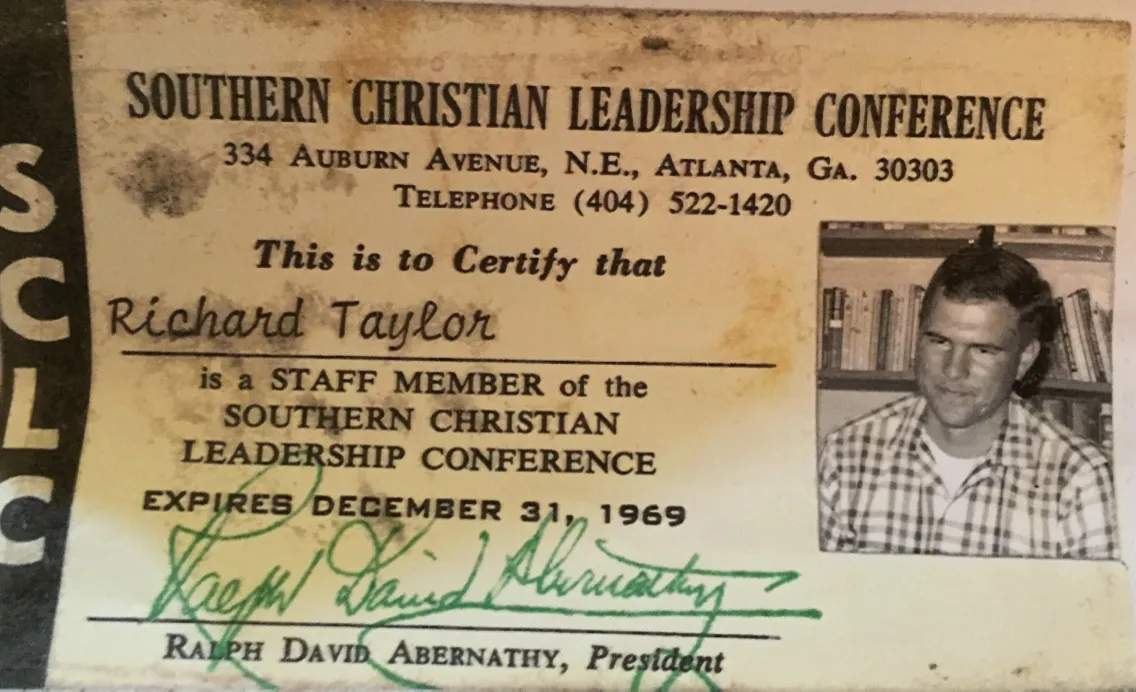 SCLC
SOUTHERN CHRISTIAN LEADERSHIP CONFERENCE
334 AUBURN AVENUE, N.E., ATLANTA, GA. 30303
TELEPHONE (404) 522-1420
This is to Certify that
Richard Taylor
is a STAFF MEMBER of the
SOUTHERN CHRISTIAN
LEADERSHIP CONFERENCE
EXPIRES DECEMBER 31, 1969
Ralph David Abernathy
RALPH DAVID ABERNATHY, President